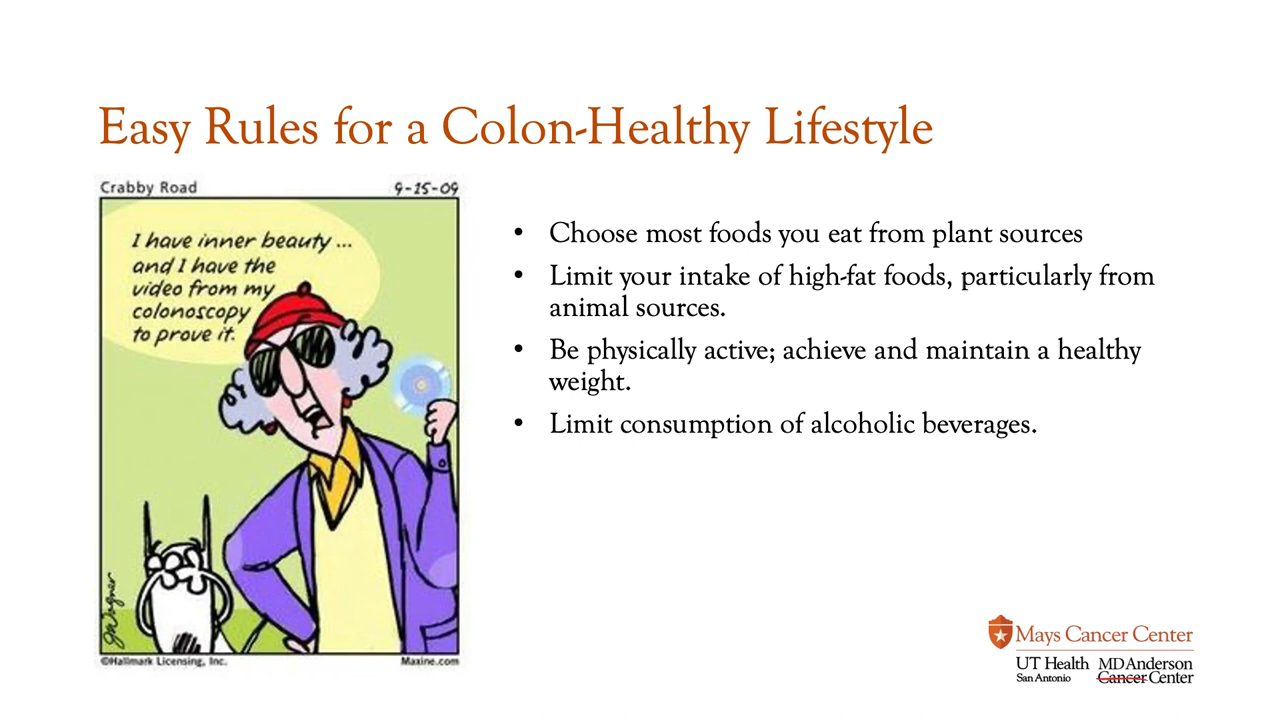 Easy Rules for a Colon-Healthy Lifestyle
Crabby Road
9-15-09
I have inner beauty ...
and I have the
video from my
colonoscopy
to prove it.
JWagner
©Hallmark Licensing, Inc.
Maxine.com
• Choose most foods you eat from plant sources
• Limit your intake of high-fat foods, particularly from
animal sources.
• Be physically active; achieve and maintain a healthy
weight.
• Limit consumption of alcoholic beverages.
Mays Cancer Center
UT Health
San Antonio
MD Anderson
Cancer Center